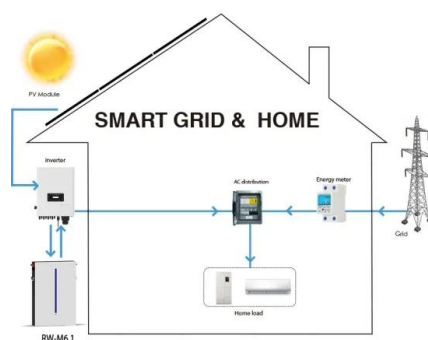 PV Module
SMART GRID & HOME
Inverter
AC distribution
Energy meter
Grid
Home load
RW-M6.1